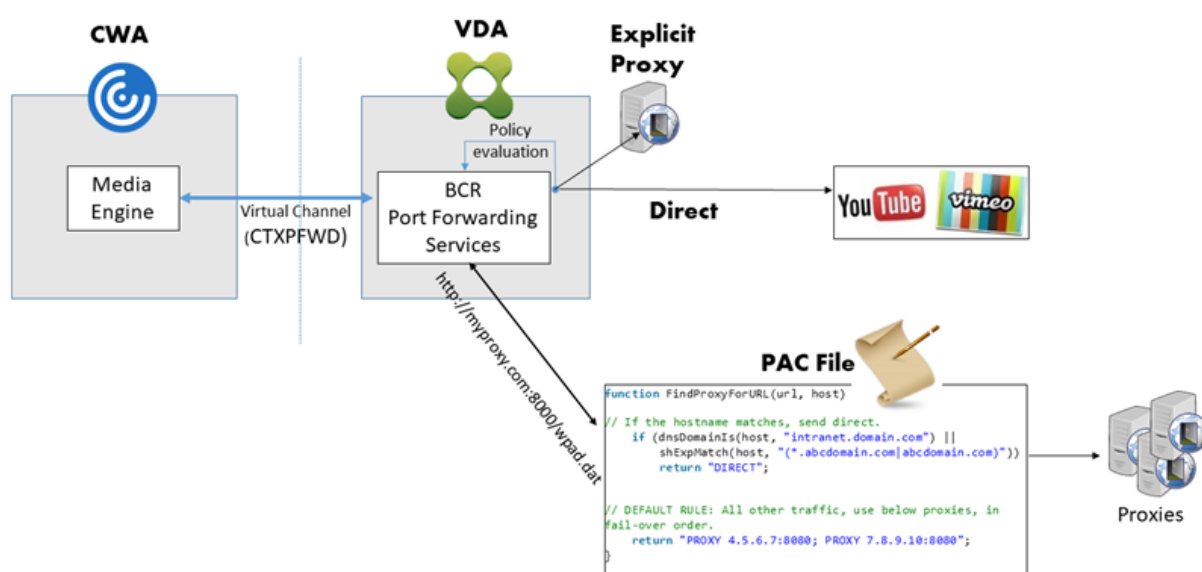 CWA
VDA
Explicit
Proxy
Policy
evaluation
Media
Engine
Virtual Channel
(CTXPFWD)
BCR
Port Forwarding
Services
Direct
You Tube
vimeo
http://myproxy.com:8000/wpad.dat
PAC File
function FindProxyForURL(url, host)
// If the hostname matches, send direct.
if (dnsDomainIs(host, "intranet.domain.com") ||
shExpMatch(host, "(*.abcdomain.com|abcdomain.com)"))
return "DIRECT";
// DEFAULT RULE: All other traffic, use below proxies, in
fail-over order.
return "PROXY 4.5.6.7:8080; PROXY 7.8.9.10:8080";
}
Proxies